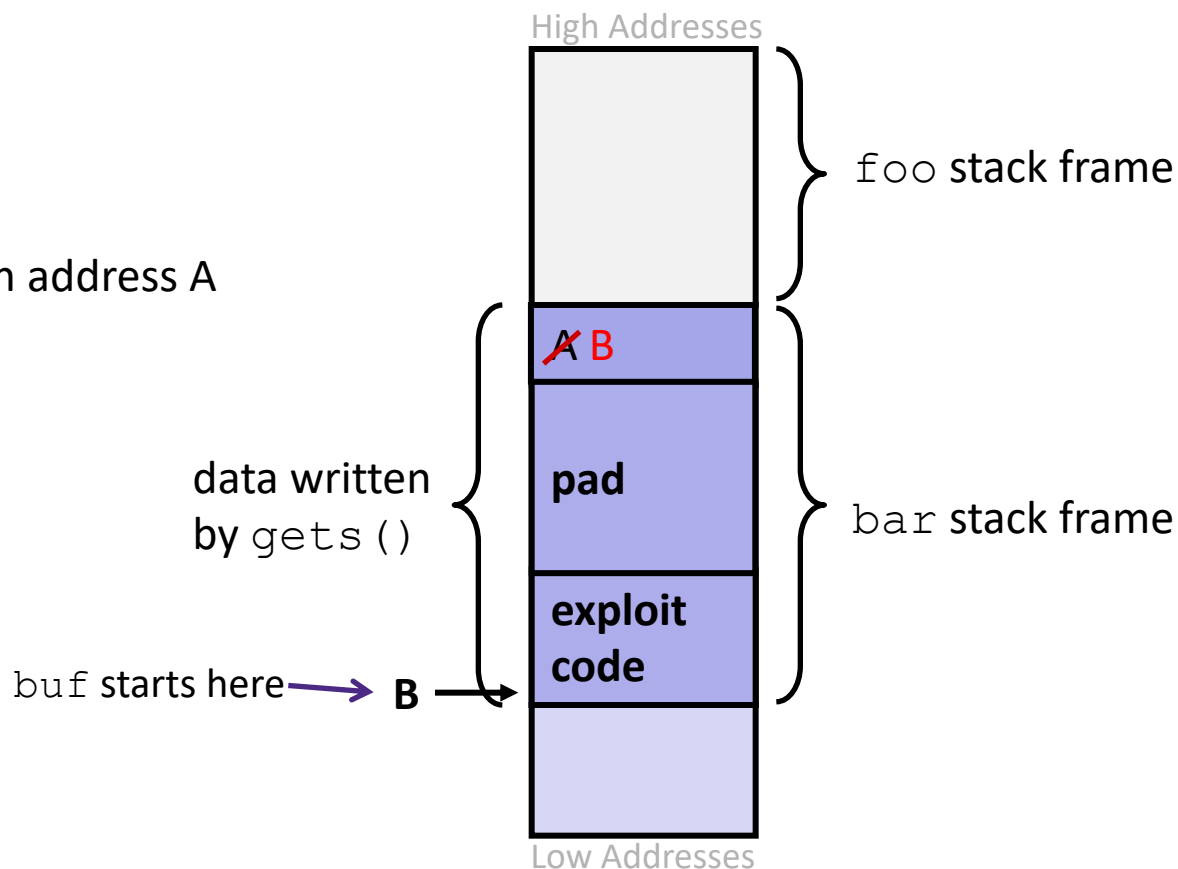 High Addresses
foo stack frame
n address A
A B
data written
by gets()
pad
bar stack frame
exploit
code
buf starts here
B
Low Addresses